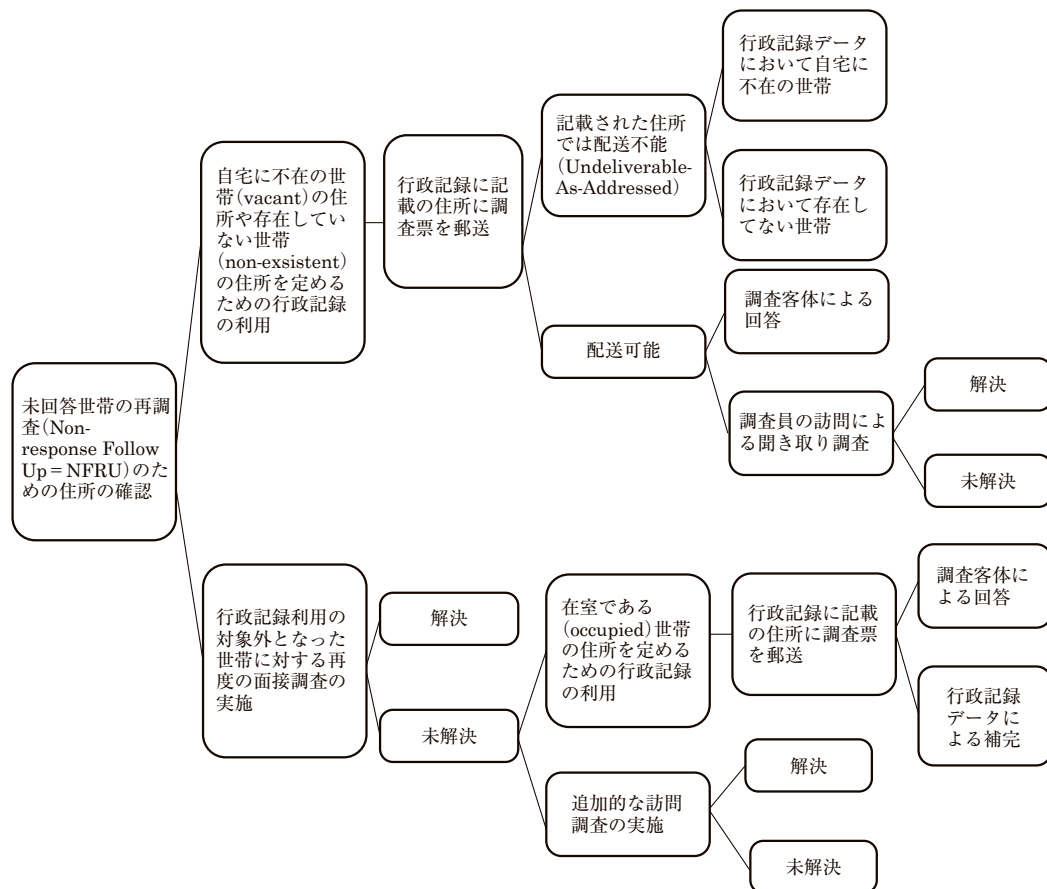 未回答世帯の再調
査(Non-
response Follow
Up = NFRU)のた
めの住所の確認
自宅に不在の世
帯(vacant)の住
所や存在してい
ない世帯
(non-exsistent)
の住所を定める
ための行政記録
の利用
行政記録に記
載の住所に調
査票を郵送
記載された住所
では配送不能
(Undeliverable-
As-Addressed)
行政記録データ
において自宅に
不在の世帯
行政記録データ
において存在し
てない世帯
配送可能
調査客体による
回答
調査員の訪問によ
る聞き取り調査
解決
未解決
行政記録利用の
対象外となった
世帯に対する再
度の面接調査の
実施
解決
未解決
在室である
(occupied)世帯
の住所を定める
ための行政記録
の利用
行政記録に記載
の住所に調査票
を郵送
調査客体に
よる回答
行政記録
データに
よる補完
追加的な訪問
調査の実施
解決
未解決